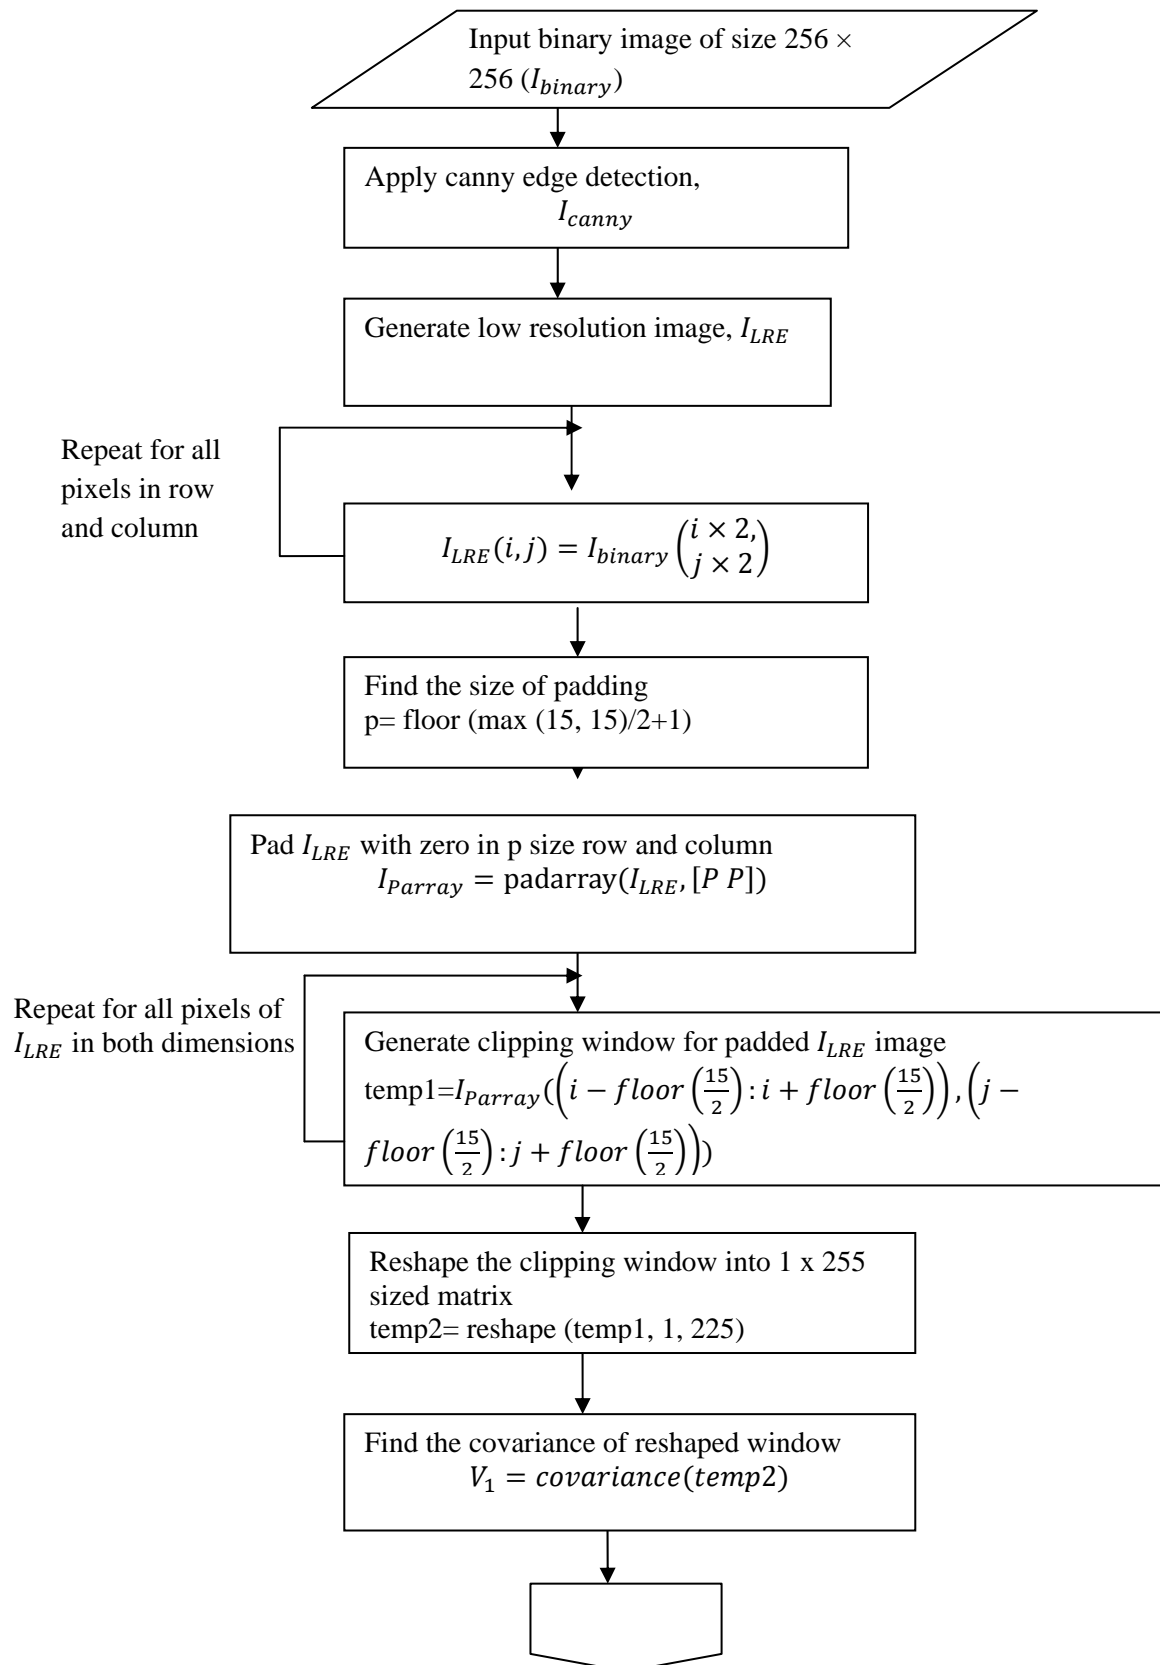 Input binary image of size 256 ×
256 (I_binary)
Apply canny edge detection,
I_canny
Generate low resolution image, I_LRE
Repeat for all
pixels in row
and column
I_LRE(i, j) = I_binary (i × 2,
j × 2)
Find the size of padding
p= floor (max (15, 15)/2+1)
Pad I_LRE with zero in p size row and column
I_Parray = padarray(I_LRE, [P P])
Repeat for all pixels of
I_LRE in both dimensions
Generate clipping window for padded I_LRE image
temp1=I_Parray((i − floor (15/2) : i + floor (15/2)), (j −
floor (15/2) : j + floor (15/2)))
Reshape the clipping window into 1 x 255
sized matrix
temp2= reshape (temp1, 1, 225)
Find the covariance of reshaped window
V_1 = covariance(temp2)